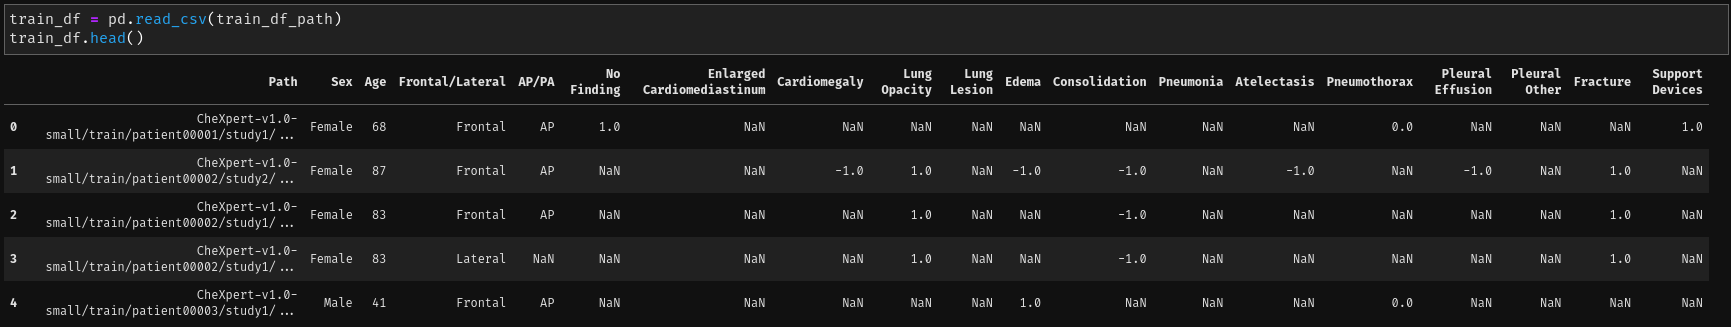 train_df = pd.read_csv(train_df_path)
train_df.head()
Path Sex Age Frontal/Lateral AP/PA No Finding Enlarged Cardiomediastinum Cardiomegaly Lung Opacity Lung Lesion Edema Consolidation Pneumonia Atelectasis Pneumothorax Pleural Effusion Pleural Other Fracture Support Devices
0 CheXpert-v1.0-small/train/patient00001/study1/... Female 68 Frontal AP 1.0 NaN NaN NaN NaN NaN NaN NaN NaN 0.0 NaN NaN NaN 1.0
1 CheXpert-v1.0-small/train/patient00002/study2/... Female 87 Frontal AP NaN NaN -1.0 1.0 NaN -1.0 -1.0 NaN -1.0 NaN -1.0 NaN 1.0 NaN
2 CheXpert-v1.0-small/train/patient00002/study1/... Female 83 Frontal AP NaN NaN NaN 1.0 NaN NaN -1.0 NaN NaN NaN NaN NaN 1.0 NaN
3 CheXpert-v1.0-small/train/patient00002/study1/... Female 83 Lateral NaN NaN NaN NaN 1.0 NaN NaN -1.0 NaN NaN NaN NaN NaN 1.0 NaN
4 CheXpert-v1.0-small/train/patient00003/study1/... Male 41 Frontal AP NaN NaN NaN NaN NaN 1.0 NaN NaN NaN 0.0 NaN NaN NaN NaN